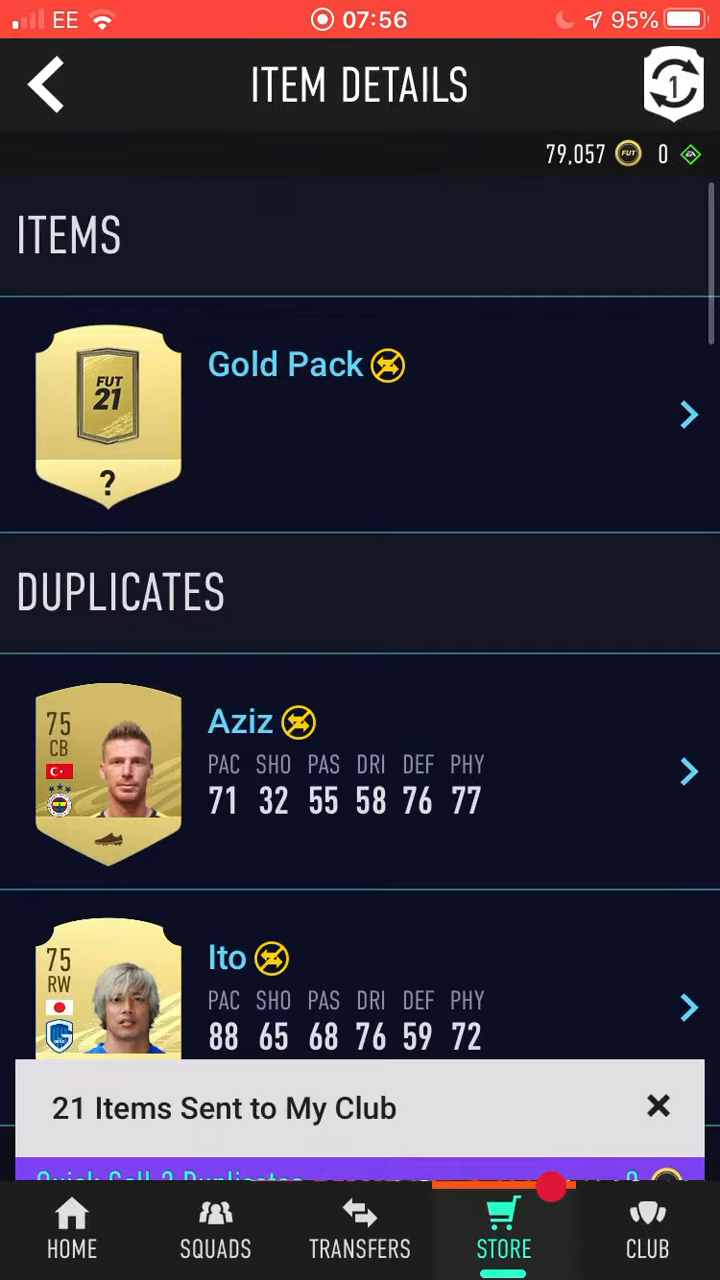 EE 07:56 95%
ITEM DETAILS
1
79,057 FUT 0
ITEMS
Gold Pack
FUT
21
?
DUPLICATES
75
CB
Aziz
PAC SHO PAS DRI DEF PHY
71 32 55 58 76 77
75
RW
Ito
PAC SHO PAS DRI DEF PHY
88 65 68 76 59 72
21 Items Sent to My Club
HOME SQUADS TRANSFERS STORE CLUB